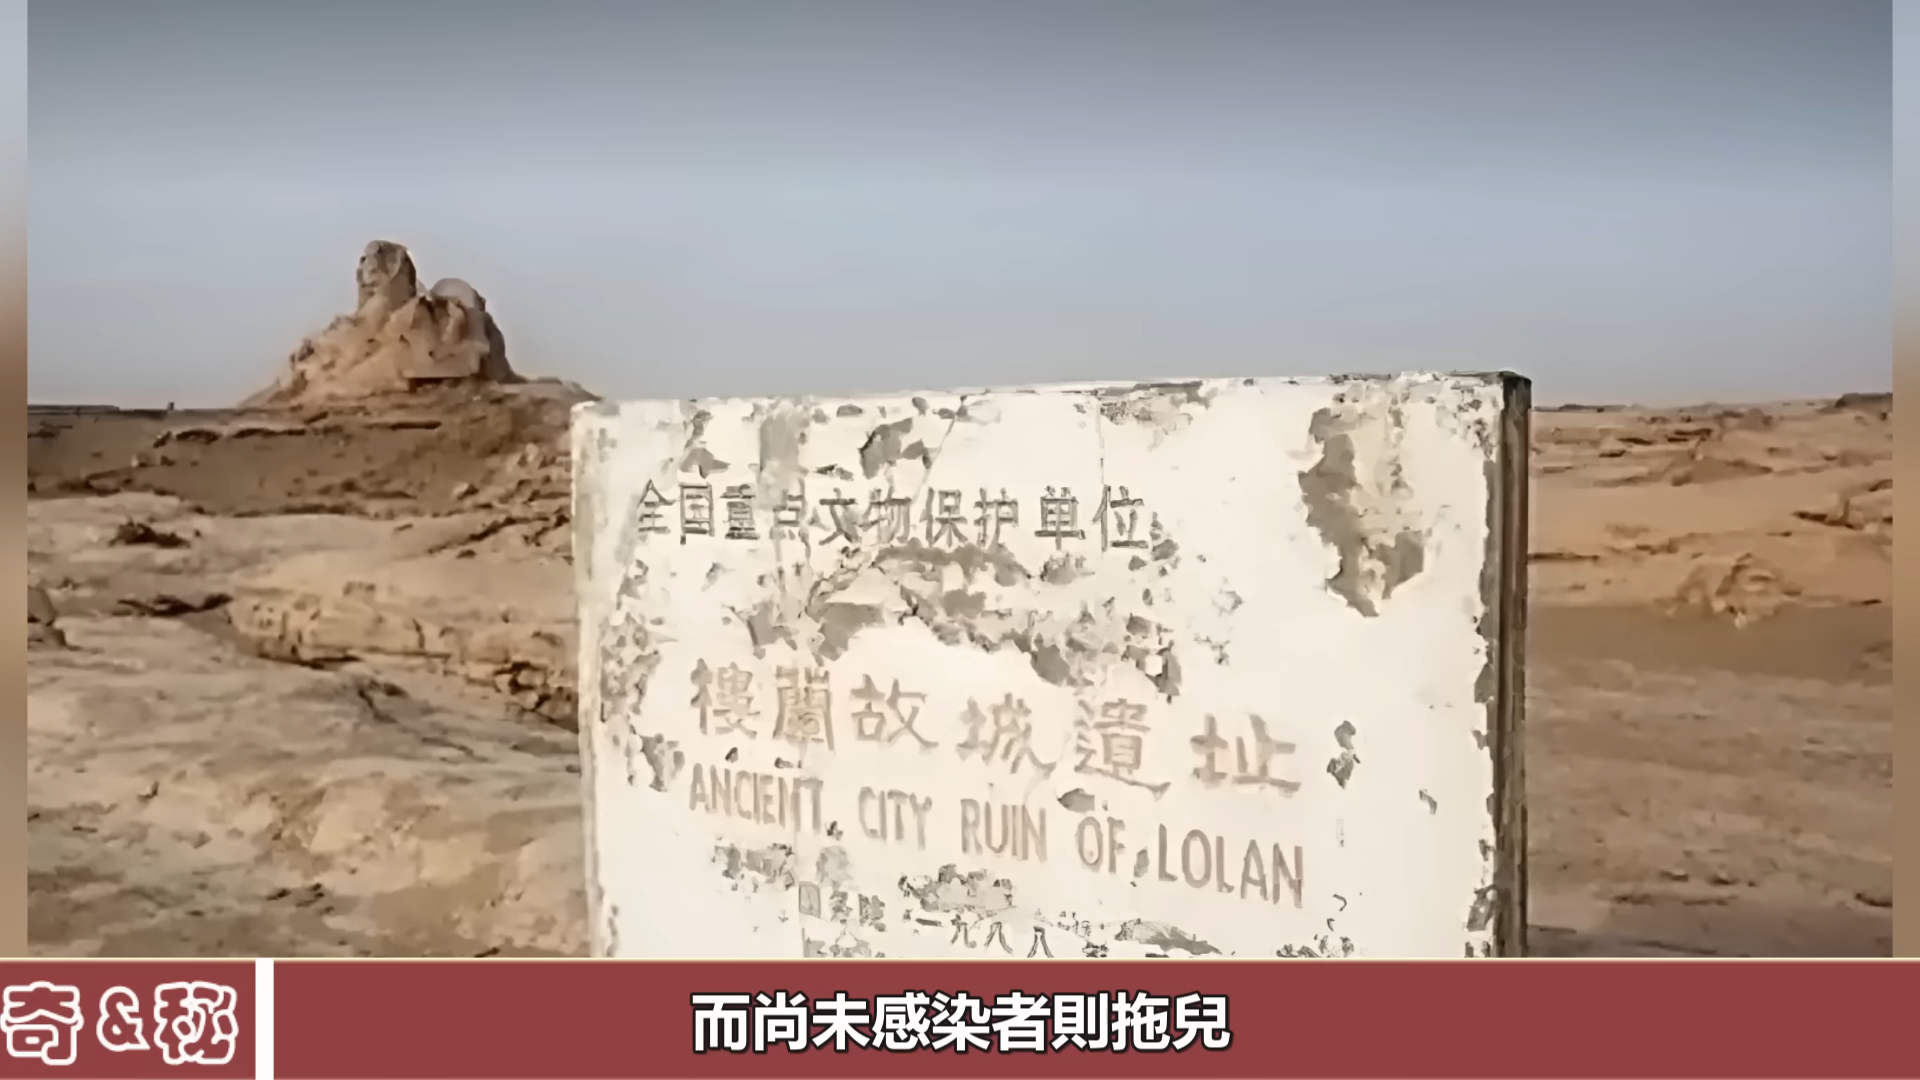 全国重点文物保护单位
樓蘭故城遺址
ANCIENT CITY RUIN OF LOLAN
国务院 一九八八
奇&秘
而尚未感染者則拖兒